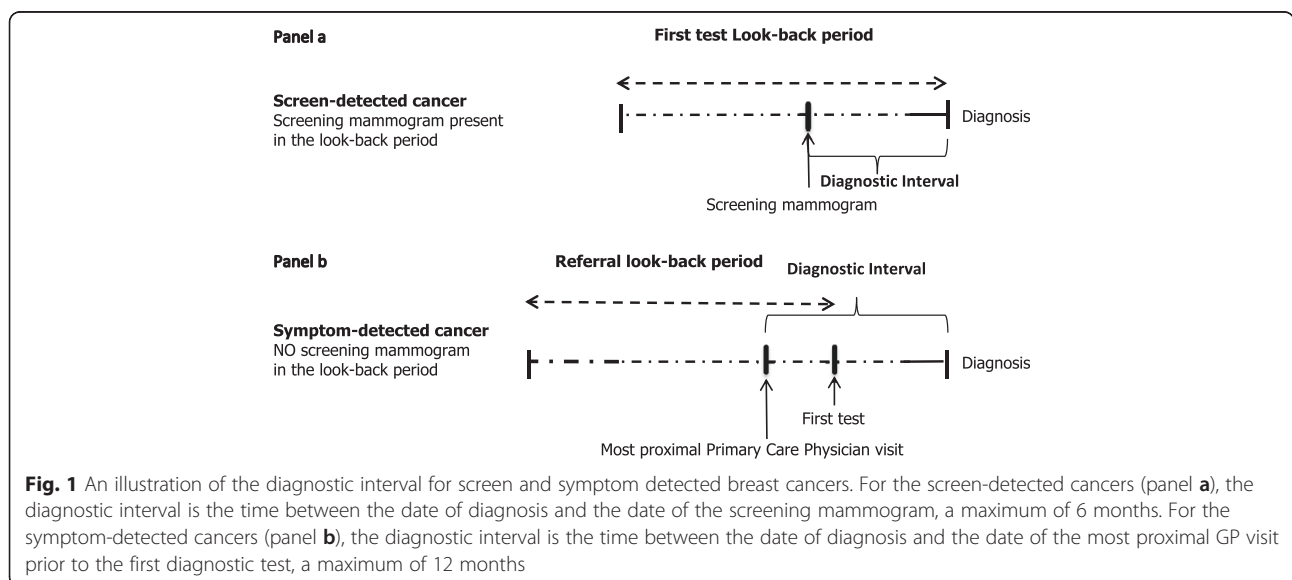 Panel a
First test Look-back period
Screen-detected cancer
Screening mammogram present
in the look-back period
Diagnosis
Diagnostic Interval
Screening mammogram
Panel b
Referral look-back period
Diagnostic Interval
Symptom-detected cancer
NO screening mammogram
in the look-back period
Diagnosis
First test
Most proximal Primary Care Physician visit
Fig. 1 An illustration of the diagnostic interval for screen and symptom detected breast cancers. For the screen-detected cancers (panel a), the
diagnostic interval is the time between the date of diagnosis and the date of the screening mammogram, a maximum of 6 months. For the
symptom-detected cancers (panel b), the diagnostic interval is the time between the date of diagnosis and the date of the most proximal GP visit
prior to the first diagnostic test, a maximum of 12 months